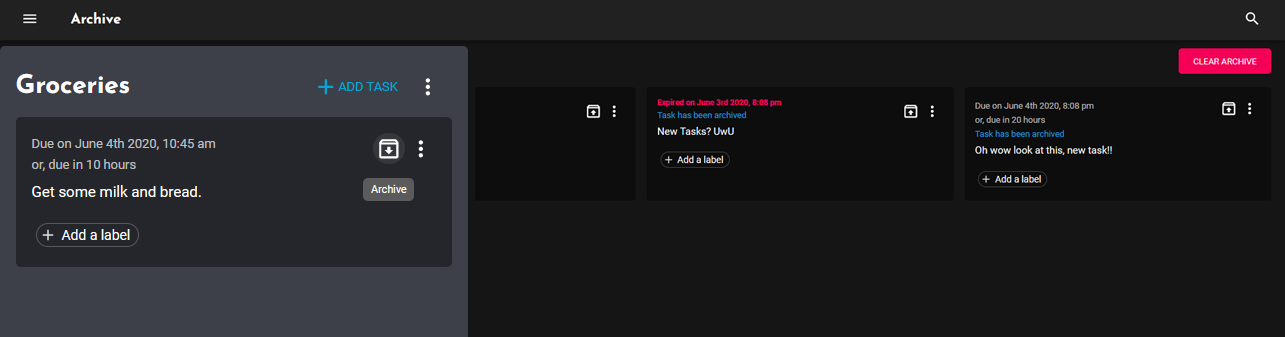 Archive
Groceries
ADD TASK
Due on June 4th 2020, 10:45 am
or, due in 10 hours
Get some milk and bread.
Archive
Add a label
CLEAR ARCHIVE
Expired on June 3rd 2020, 8:08 pm
Task has been archived
New Tasks? UwU
Add a label
Due on June 4th 2020, 8:08 pm
or, due in 20 hours
Task has been archived
Oh wow look at this, new task!!
Add a label